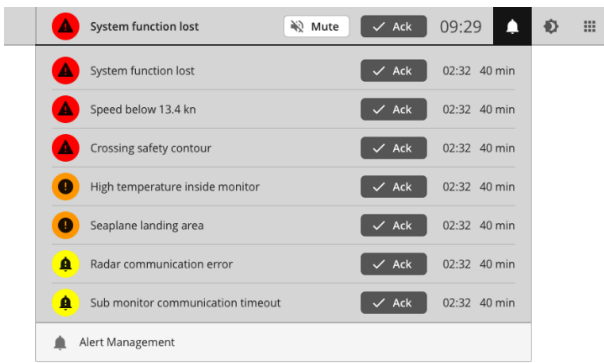 System function lost Mute Ack 09:29
System function lost Ack 02:32 40 min
Speed below 13.4 kn Ack 02:32 40 min
Crossing safety contour Ack 02:32 40 min
High temperature inside monitor Ack 02:32 40 min
Seaplane landing area Ack 02:32 40 min
Radar communication error Ack 02:32 40 min
Sub monitor communication timeout Ack 02:32 40 min
Alert Management